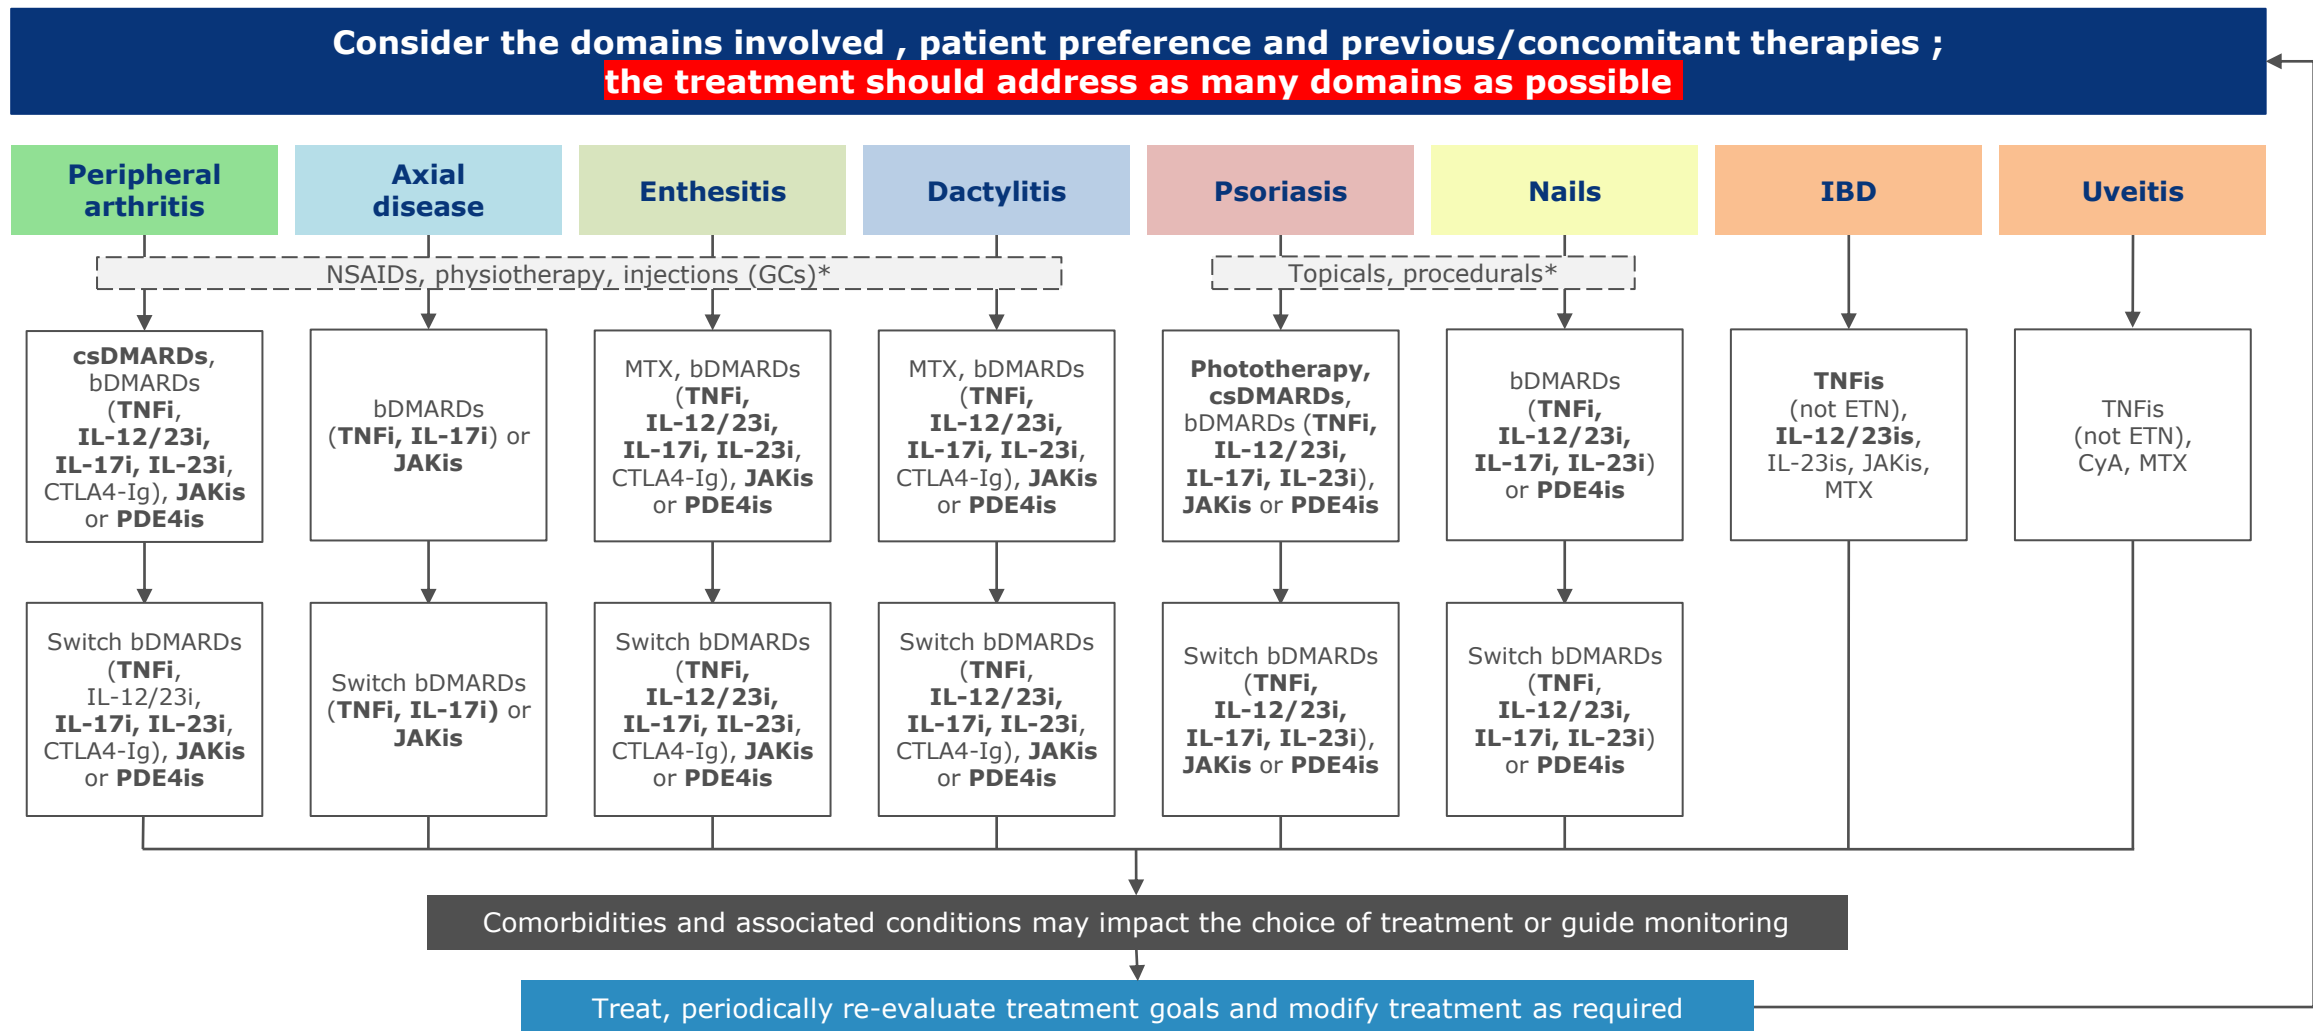 Consider the domains involved , patient preference and previous/concomitant therapies ;
the treatment should address as many domains as possible
Peripheral
arthritis
Axial
disease
Enthesitis
Dactylitis
Psoriasis
Nails
IBD
Uveitis
NSAIDs, physiotherapy, injections (GCs)*
Topicals, procedurals*
csDMARDs,
bDMARDs
(TNFi,
IL-12/23i,
IL-17i, IL-23i,
CTLA4-Ig), JAKis
or PDE4is
bDMARDs
(TNFi, IL-17i) or
JAKis
MTX, bDMARDs
(TNFi,
IL-12/23i,
IL-17i, IL-23i,
CTLA4-Ig), JAKis
or PDE4is
MTX, bDMARDs
(TNFi,
IL-12/23i,
IL-17i, IL-23i,
CTLA4-Ig), JAKis
or PDE4is
Phototherapy,
csDMARDs,
bDMARDs (TNFi,
IL-12/23i,
IL-17i, IL-23i),
JAKis or PDE4is
bDMARDs
(TNFi,
IL-12/23i,
IL-17i, IL-23i)
or PDE4is
TNFis
(not ETN),
IL-12/23is,
IL-23is, JAKis,
MTX
TNFis
(not ETN),
CyA, MTX
Switch bDMARDs
(TNFi,
IL-12/23i,
IL-17i, IL-23i,
CTLA4-Ig), JAKis
or PDE4is
Switch bDMARDs
(TNFi, IL-17i) or
JAKis
Switch bDMARDs
(TNFi,
IL-12/23i,
IL-17i, IL-23i,
CTLA4-Ig), JAKis
or PDE4is
Switch bDMARDs
(TNFi,
IL-12/23i,
IL-17i, IL-23i,
CTLA4-Ig), JAKis
or PDE4is
Switch bDMARDs
(TNFi,
IL-12/23i,
IL-17i, IL-23i),
JAKis or PDE4is
Switch bDMARDs
(TNFi,
IL-12/23i,
IL-17i, IL-23i)
or PDE4is
Comorbidities and associated conditions may impact the choice of treatment or guide monitoring
Treat, periodically re-evaluate treatment goals and modify treatment as required